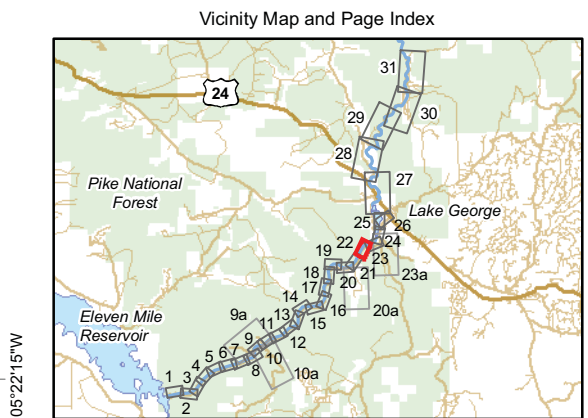 Vicinity Map and Page Index
31
24
30
29
28
Pike National
Forest
27
Lake George
25
26
22
24
19
23
18
21
23a
20
17
14
16
20a
Eleven Mile
Reservoir
9a
13
15
11
12
9
7
6
10
5
8
4
10a
3
1
2
05°22'15"W